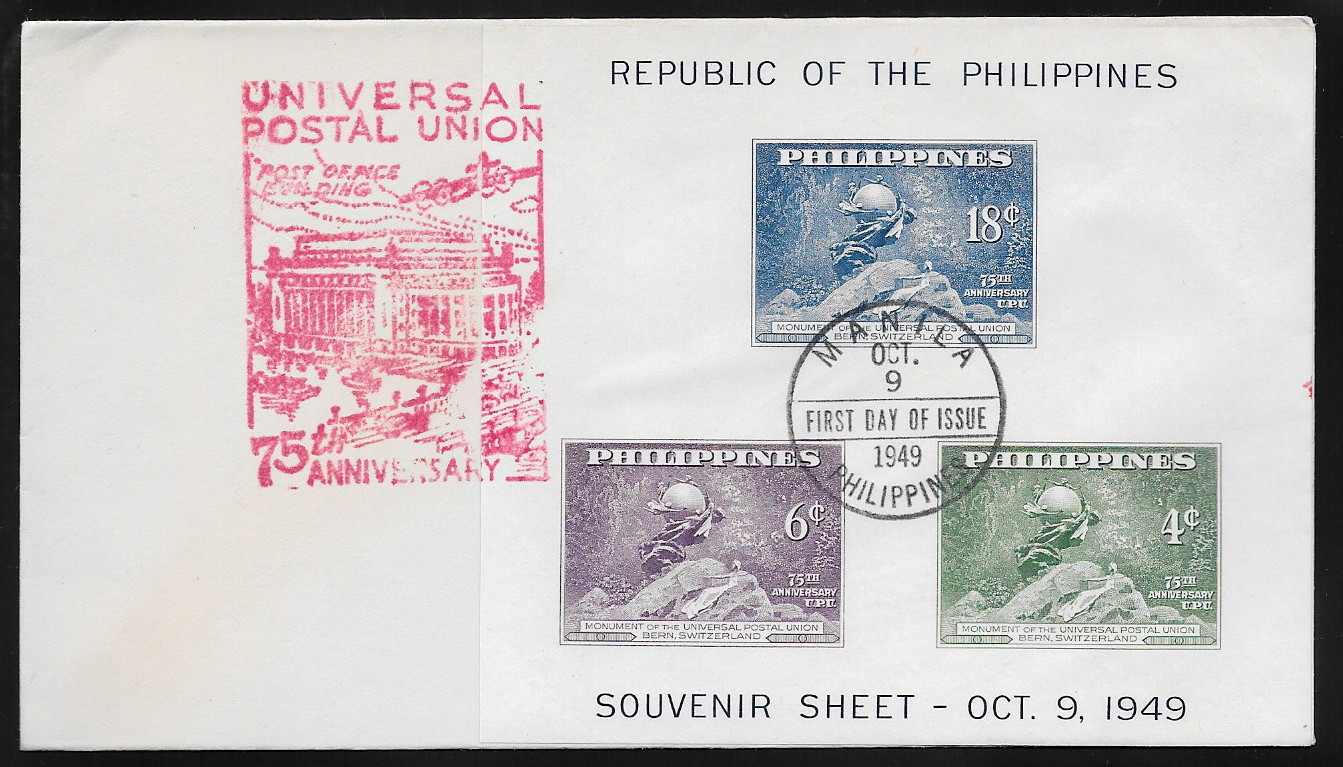 UNIVERSAL
POSTAL UNION
POST OFFICE
BUILDING
75th
ANNIVERSARY
REPUBLIC OF THE PHILIPPINES
PHILIPPINES
18¢
75TH
ANNIVERSARY
U.P.U.
MONUMENT OF THE UNIVERSAL POSTAL UNION
BERN, SWITZERLAND
MANILA
OCT.
9
FIRST DAY OF ISSUE
1949
PHILIPPINES
PHILIPPINES
6¢
75TH
ANNIVERSARY
U.P.U.
MONUMENT OF THE UNIVERSAL POSTAL UNION
BERN, SWITZERLAND
PHILIPPINES
4¢
75TH
ANNIVERSARY
U.P.U.
MONUMENT OF THE UNIVERSAL POSTAL UNION
BERN, SWITZERLAND
SOUVENIR SHEET - OCT. 9, 1949